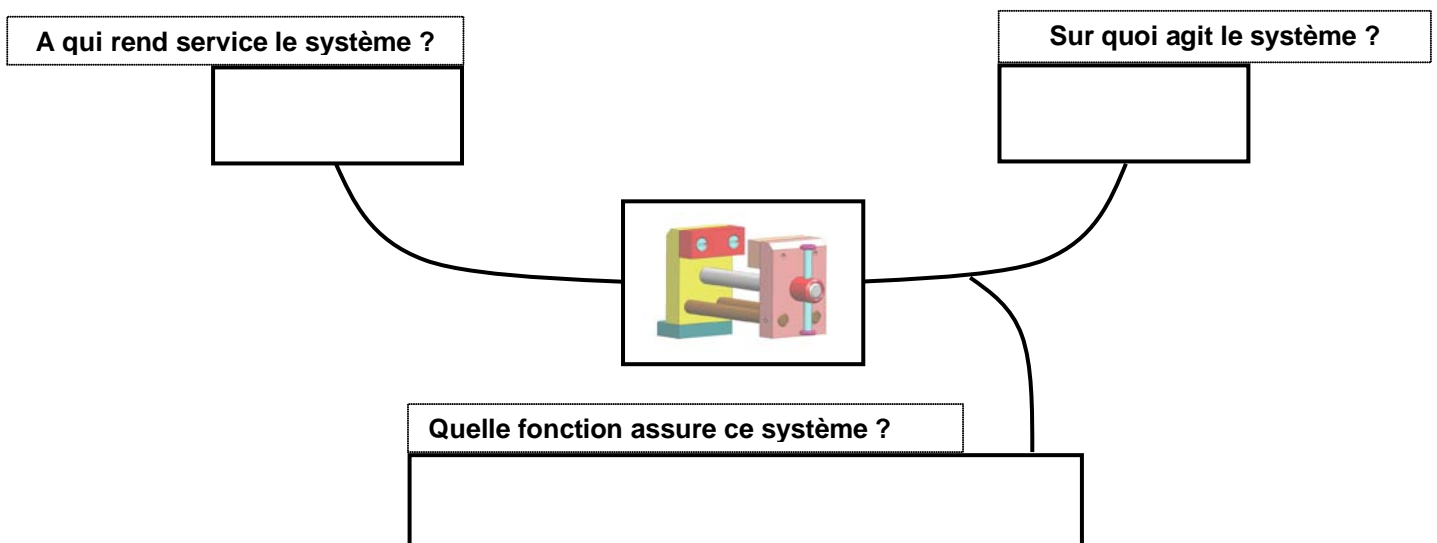 A qui rend service le système ?
Sur quoi agit le système ?
Quelle fonction assure ce système ?